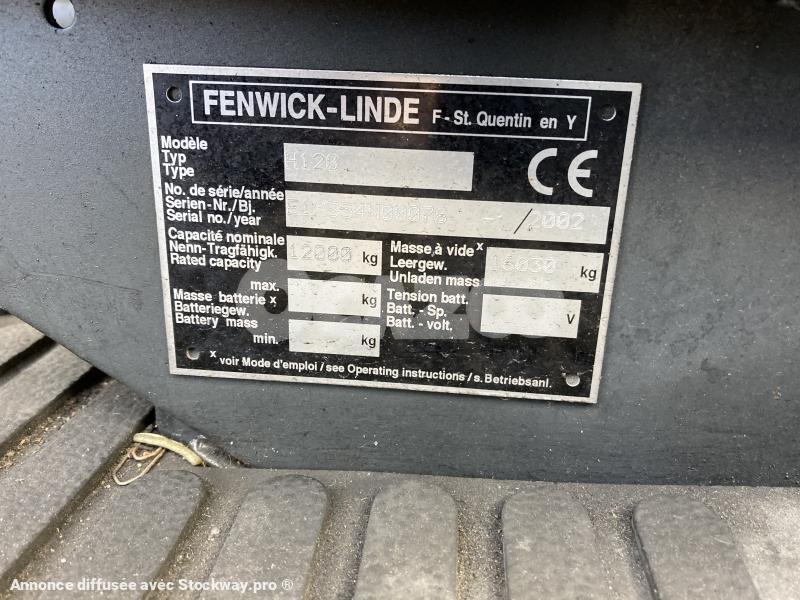 FENWICK-LINDE F - St. Quentin en Y
Modèle
Typ
Type
H120
CE
No. de série/année
Serien-Nr./Bj.
Serial no./year
/ 2002
Capacité nominale
Nenn-Tragfähigk.
Rated capacity
12000 kg
Masse à vide x
Leergew.
Unladen mass
16030 kg
max.
Masse batterie x
Batteriegew.
Battery mass
min.
kg
kg
Tension batt.
Batt. - Sp.
Batt. - volt.
V
x voir Mode d'emploi / see Operating instructions / s. Betriebsanl.
Annonce diffusée avec Stockway.pro ®